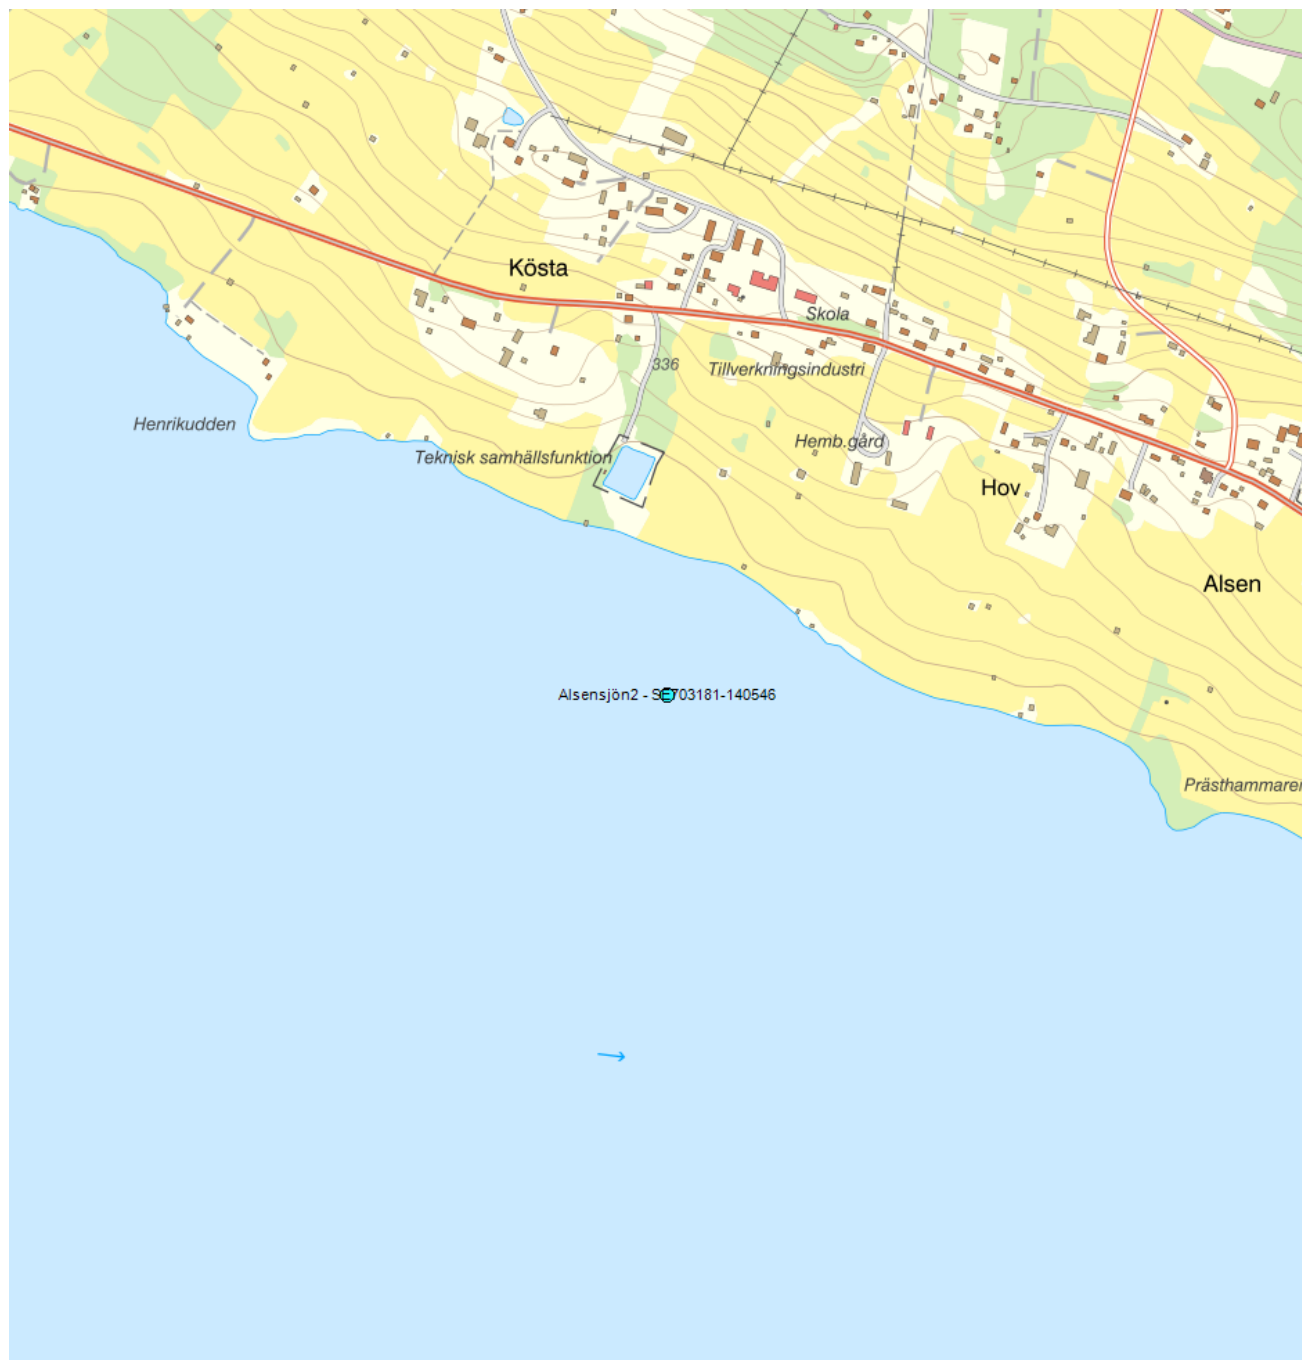 Kösta
Skola
336
Tillverkningsindustri
Henrikudden
Hemb.gård
Teknisk samhällsfunktion
Hov
Alsen
Alsensjön2 - SE703181-140546
Prästhammaren